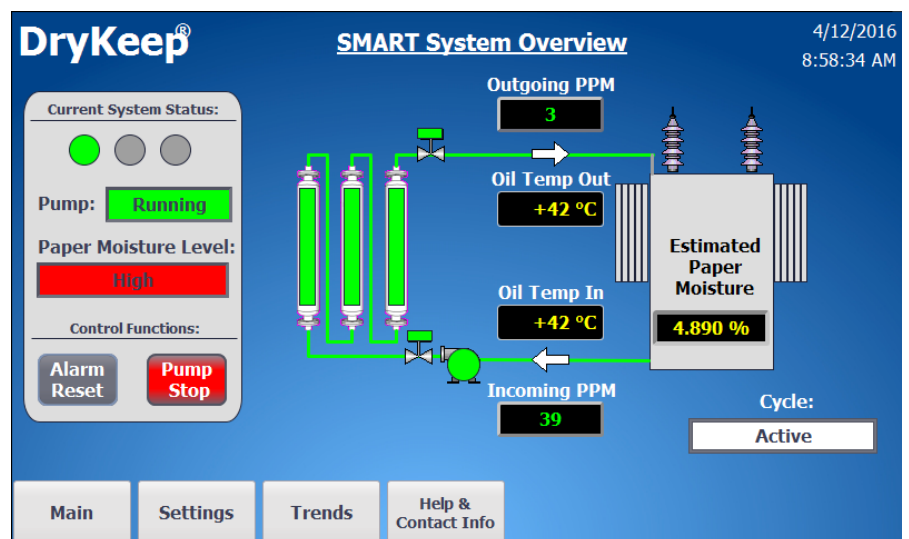 DryKeep®
SMART System Overview
4/12/2016
8:58:34 AM
Current System Status:
Pump:
Running
Paper Moisture Level:
High
Control Functions:
Alarm
Reset
Pump
Stop
Outgoing PPM
3
Oil Temp Out
+42 °C
Oil Temp In
+42 °C
Incoming PPM
39
Estimated
Paper
Moisture
4.890 %
Cycle:
Active
Main
Settings
Trends
Help &
Contact Info